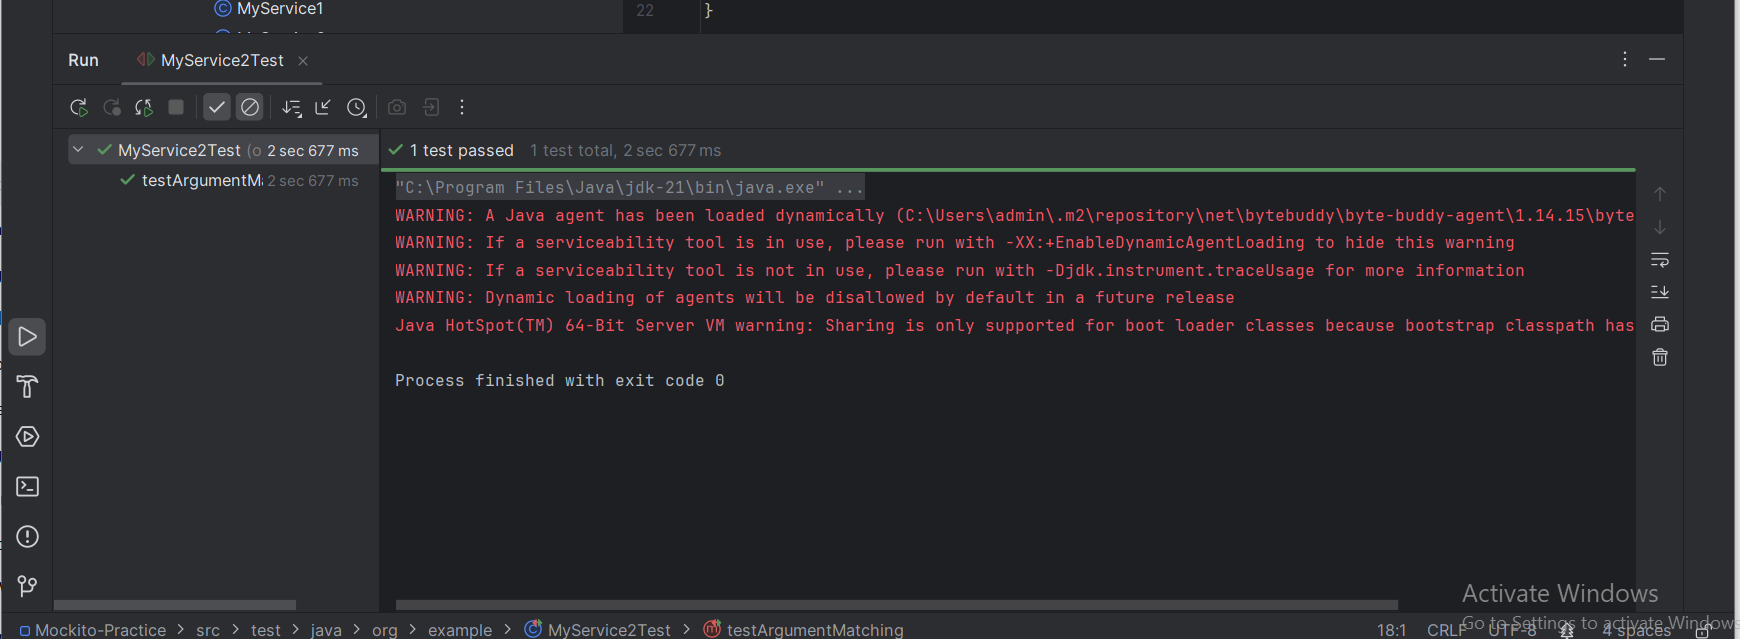 MyService1
22 }
Run MyService2Test
MyService2Test (o 2 sec 677 ms
testArgumentMa 2 sec 677 ms
1 test passed 1 test total, 2 sec 677 ms
"C:\Program Files\Java\jdk-21\bin\java.exe" ...
WARNING: A Java agent has been loaded dynamically (C:\Users\admin\.m2\repository\net\bytebuddy\byte-buddy-agent\1.14.15\byte
WARNING: If a serviceability tool is in use, please run with -XX:+EnableDynamicAgentLoading to hide this warning
WARNING: If a serviceability tool is not in use, please run with -Djdk.instrument.traceUsage for more information
WARNING: Dynamic loading of agents will be disallowed by default in a future release
Java HotSpot(TM) 64-Bit Server VM warning: Sharing is only supported for boot loader classes because bootstrap classpath has
Process finished with exit code 0
Activate Windows
Go to Settings to activate Windows
Mockito-Practice > src > test > java > org > example > MyService2Test > testArgumentMatching
18:1 CRLF UTF-8 4 spaces